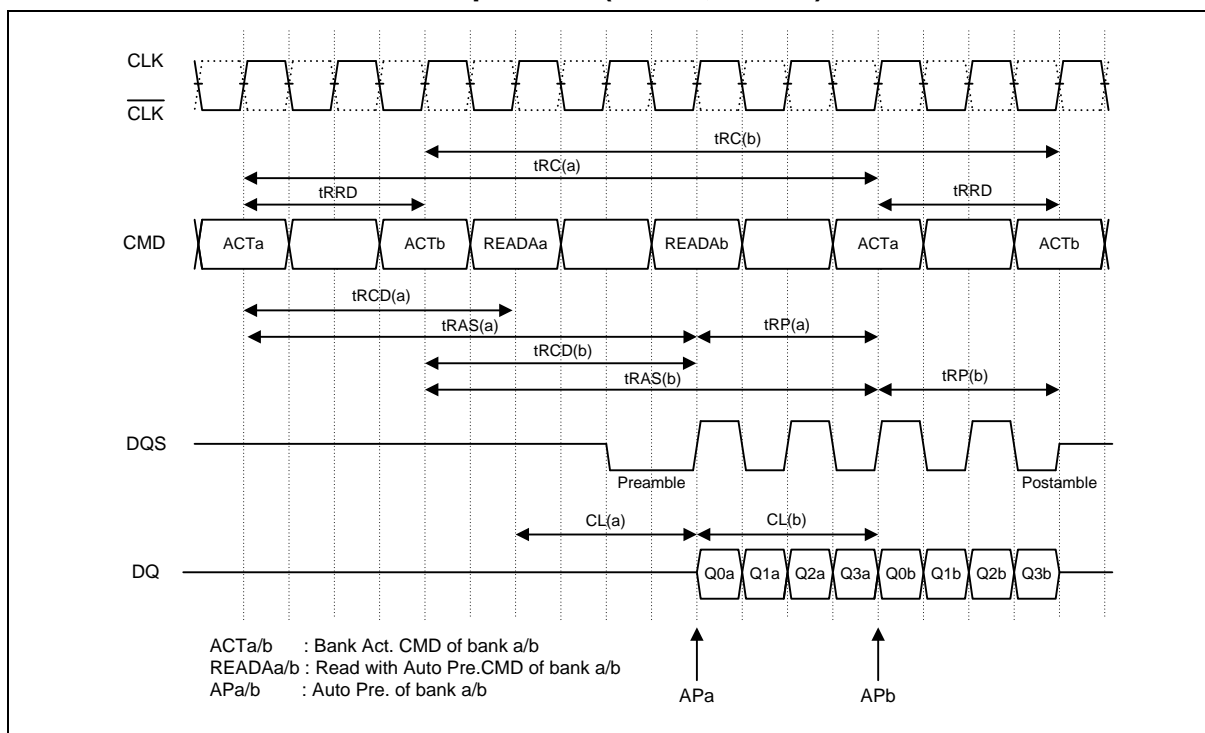 CLK
CLK
tRC(b)
tRC(a)
tRRD
tRRD
CMD
ACTa
ACTb
READAa
READAb
ACTa
ACTb
tRCD(a)
tRAS(a)
tRP(a)
tRCD(b)
tRAS(b)
tRP(b)
DQS
Preamble
Postamble
CL(a)
CL(b)
DQ
Q0a
Q1a
Q2a
Q3a
Q0b
Q1b
Q2b
Q3b
ACTa/b : Bank Act. CMD of bank a/b
READAa/b : Read with Auto Pre.CMD of bank a/b
APa/b : Auto Pre. of bank a/b
APa
APb